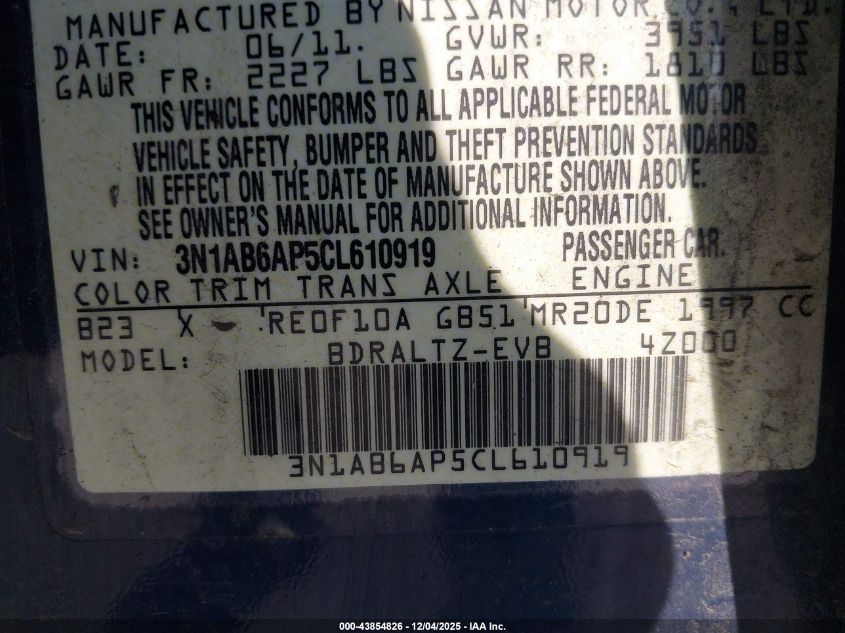 MANUFACTURED BY NISSAN MOTOR CO., LTD.
DATE: 06/11. GVWR: 3951 LBS
GAWR FR: 2227 LBS GAWR RR: 1810 LBS
THIS VEHICLE CONFORMS TO ALL APPLICABLE FEDERAL MOTOR
VEHICLE SAFETY, BUMPER AND THEFT PREVENTION STANDARDS
IN EFFECT ON THE DATE OF MANUFACTURE SHOWN ABOVE.
SEE OWNER'S MANUAL FOR ADDITIONAL INFORMATION.
VIN: 3N1AB6AP5CL610919 PASSENGER CAR.
COLOR TRIM TRANS AXLE ENGINE
B23 X RE0F10A GB51 MR20DE 1997 CC
MODEL: BDRALTZ-EVB 4Z000
3N1AB6AP5CL610919
000-43854826 - 12/04/2025 - IAA Inc.